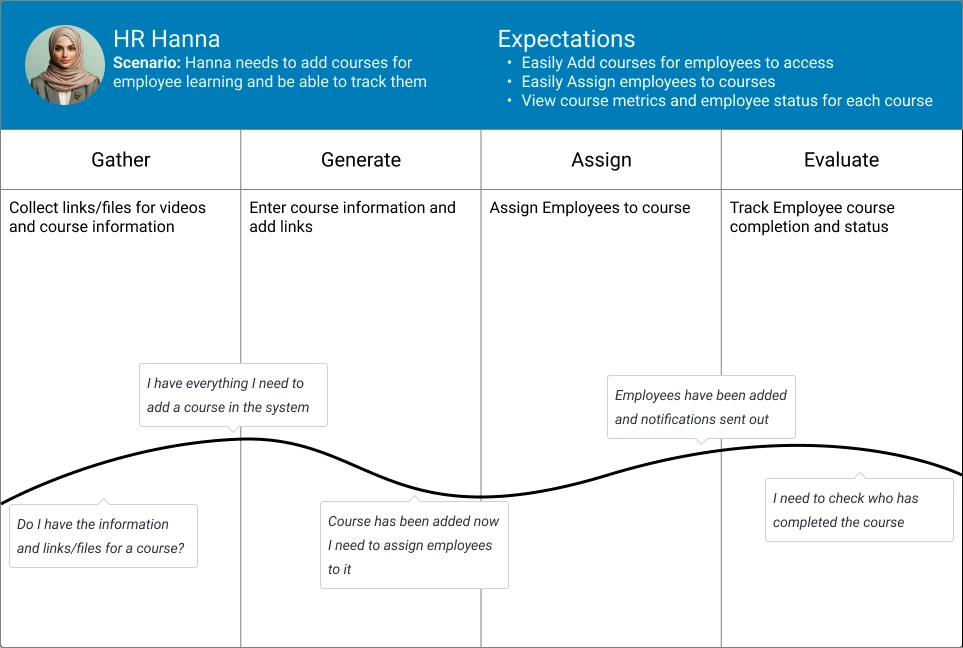 HR Hanna
Scenario: Hanna needs to add courses for
employee learning and be able to track them
Expectations
• Easily Add courses for employees to access
• Easily Assign employees to courses
• View course metrics and employee status for each course
Gather
Generate
Assign
Evaluate
Collect links/files for videos
and course information
Enter course information and
add links
Assign Employees to course
Track Employee course
completion and status
I have everything I need to
add a course in the system
Employees have been added
and notifications sent out
Do I have the information
and links/files for a course?
Course has been added now
I need to assign employees
to it
I need to check who has
completed the course